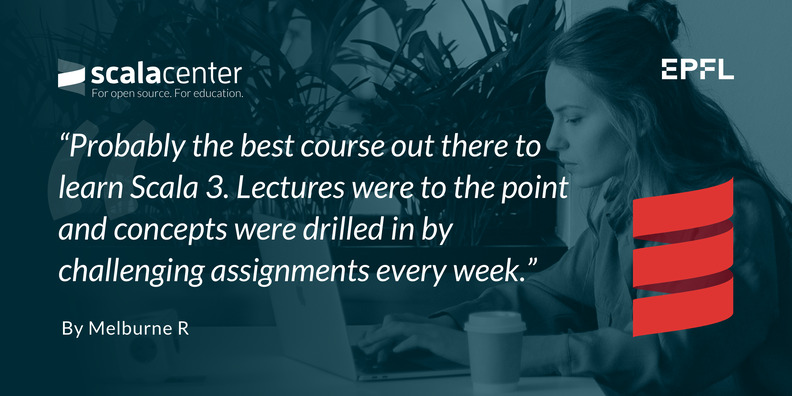 scalacenter
For open source. For education.
EPFL
“Probably the best course out there to
learn Scala 3. Lectures were to the point
and concepts were drilled in by
challenging assignments every week.”
By Melburne R